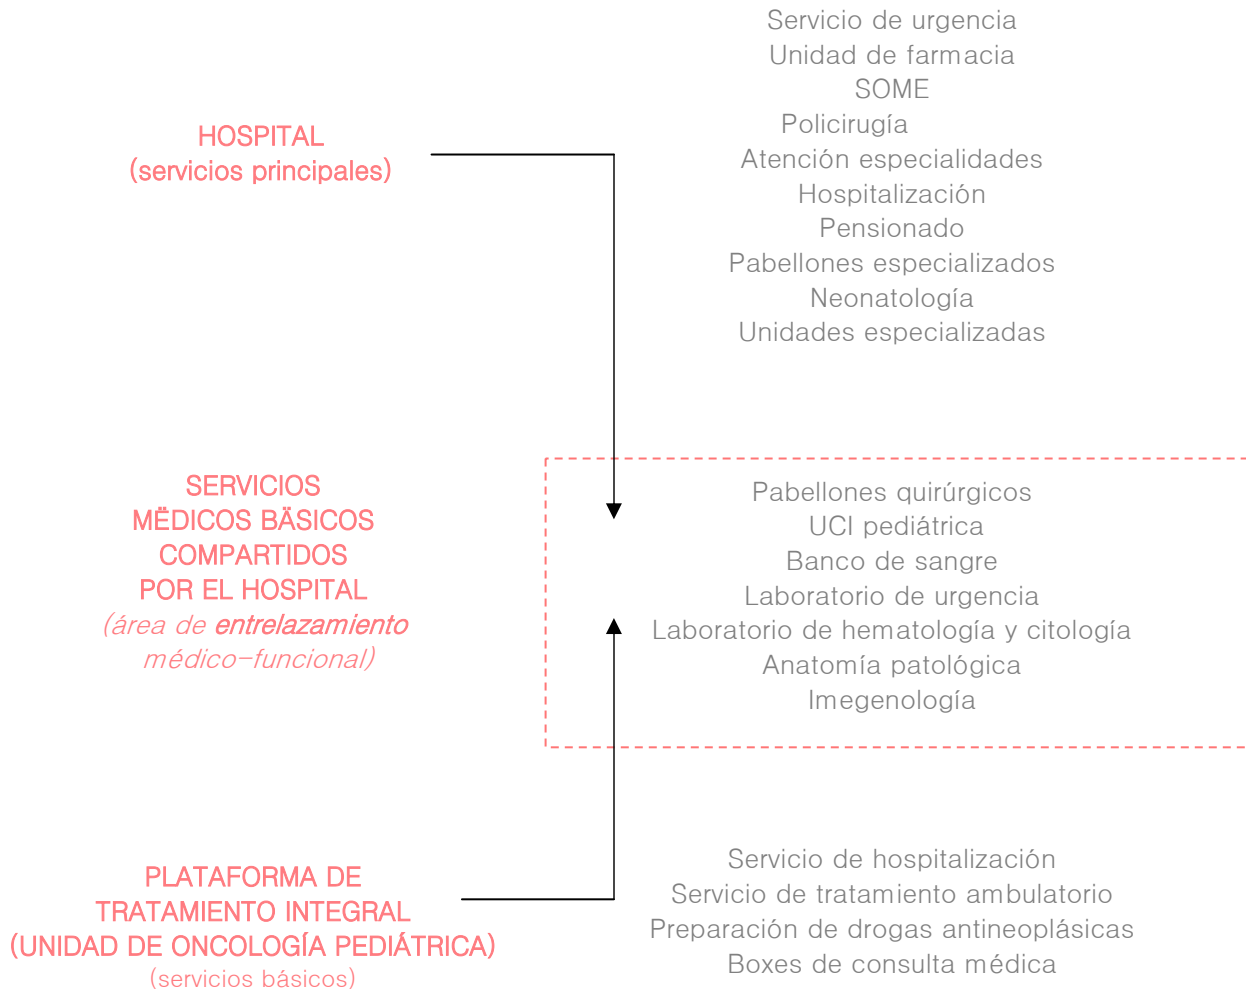 HOSPITAL
(servicios principales)
Servicio de urgencia
Unidad de farmacia
SOME
Policirugía
Atención especialidades
Hospitalización
Pensionado
Pabellones especializados
Neonatología
Unidades especializadas
SERVICIOS
MËDICOS BÄSICOS
COMPARTIDOS
POR EL HOSPITAL
(área de entrelazamiento
médico-funcional)
Pabellones quirúrgicos
UCI pediátrica
Banco de sangre
Laboratorio de urgencia
Laboratorio de hematología y citología
Anatomía patológica
Imegenología
PLATAFORMA DE
TRATAMIENTO INTEGRAL
(UNIDAD DE ONCOLOGÍA PEDIÁTRICA)
(servicios básicos)
Servicio de hospitalización
Servicio de tratamiento ambulatorio
Preparación de drogas antineoplásicas
Boxes de consulta médica